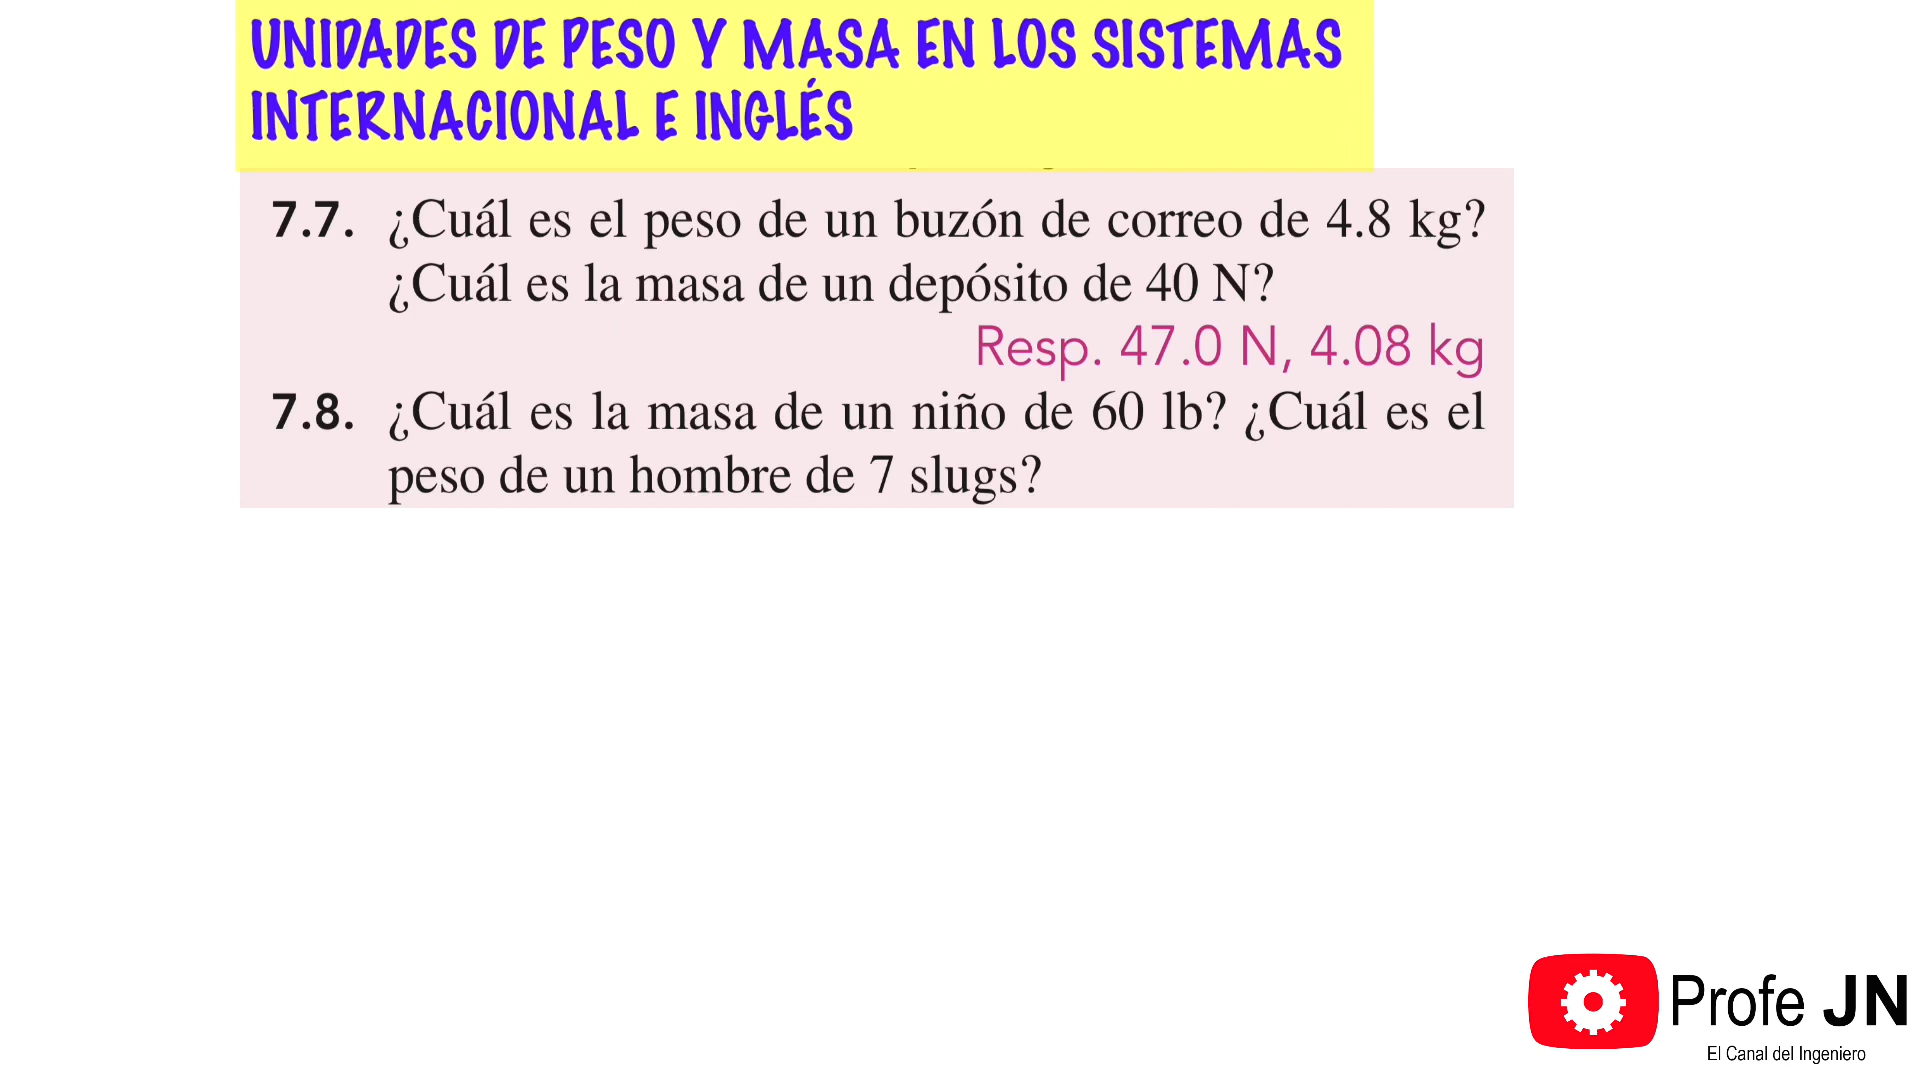 UNIDADES DE PESO Y MASA EN LOS SISTEMAS
INTERNACIONAL E INGLÉS
7.7. ¿Cuál es el peso de un buzón de correo de 4.8 kg?
¿Cuál es la masa de un depósito de 40 N?
Resp. 47.0 N, 4.08 kg
7.8. ¿Cuál es la masa de un niño de 60 lb? ¿Cuál es el
peso de un hombre de 7 slugs?
Profe JN
El Canal del Ingeniero